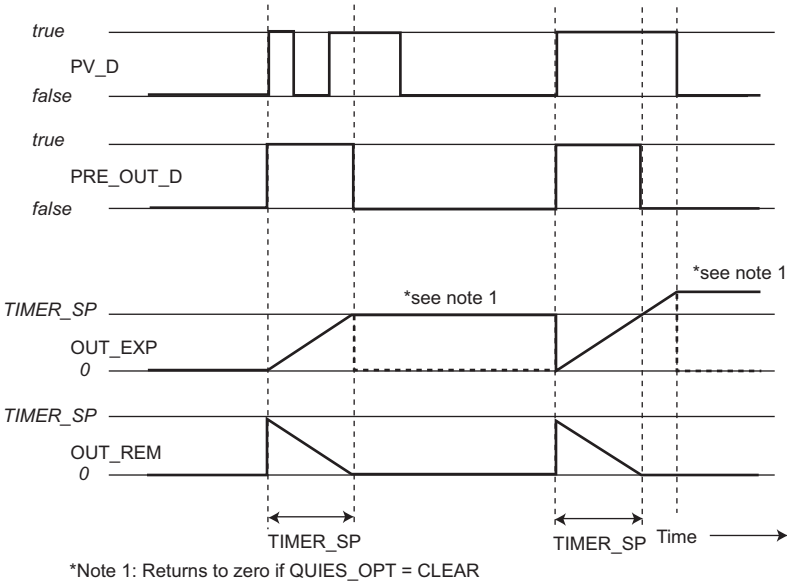 true
PV_D
false
true
PRE_OUT_D
false
*see note 1
*see note 1
TIMER_SP
OUT_EXP
0
TIMER_SP
OUT_REM
0
TIMER_SP
TIMER_SP
Time
*Note 1: Returns to zero if QUIES_OPT = CLEAR